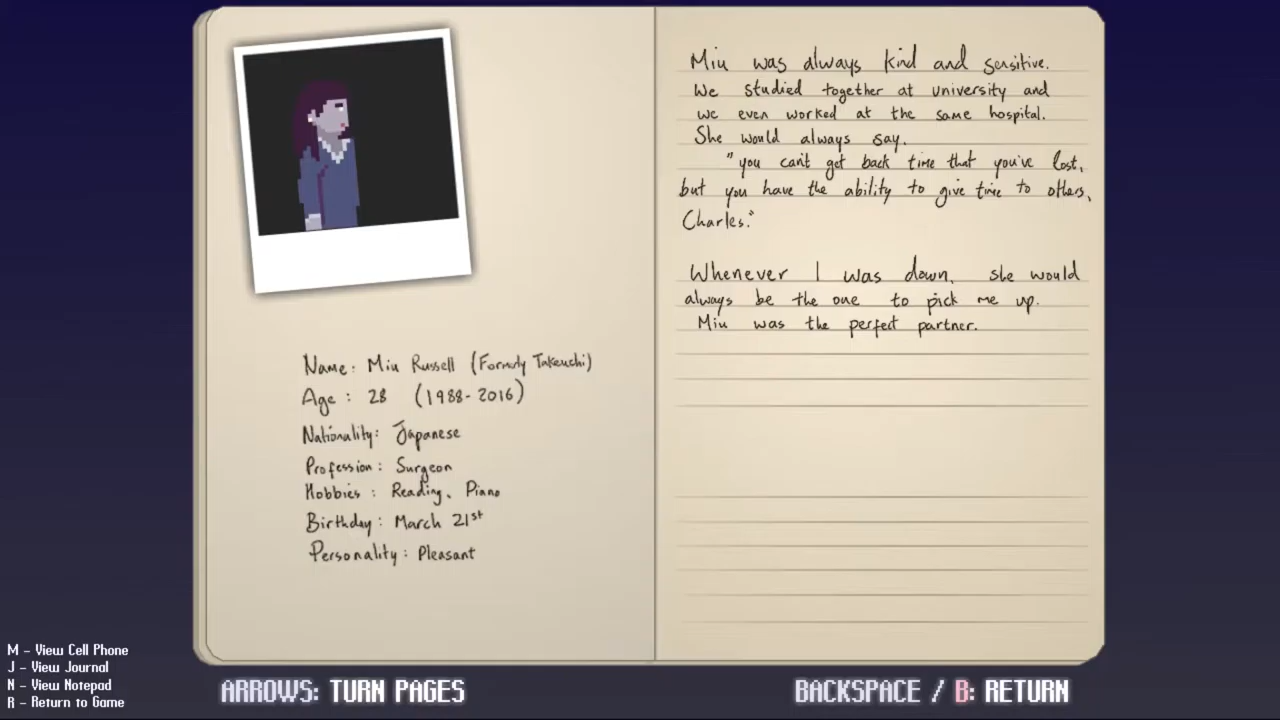 Name: Miu Russell (Formerly Takeuchi)
Age : 28 (1988-2016)
Nationality: Japanese
Profession : Surgeon
Hobbies : Reading, Piano
Birthday : March 21st
Personality : Pleasant
Miu was always kind and sensitive.
We studied together at university and
we even worked at the same hospital.
She would always say.
"you can't get back time that you've lost,
but you have the ability to give time to others,
Charles."
Whenever I was down, she would
always be the one to pick me up.
Miu was the perfect partner.
M - View Cell Phone
J - View Journal
N - View Notepad
R - Return to Game
ARROWS: TURN PAGES
BACKSPACE / B: RETURN